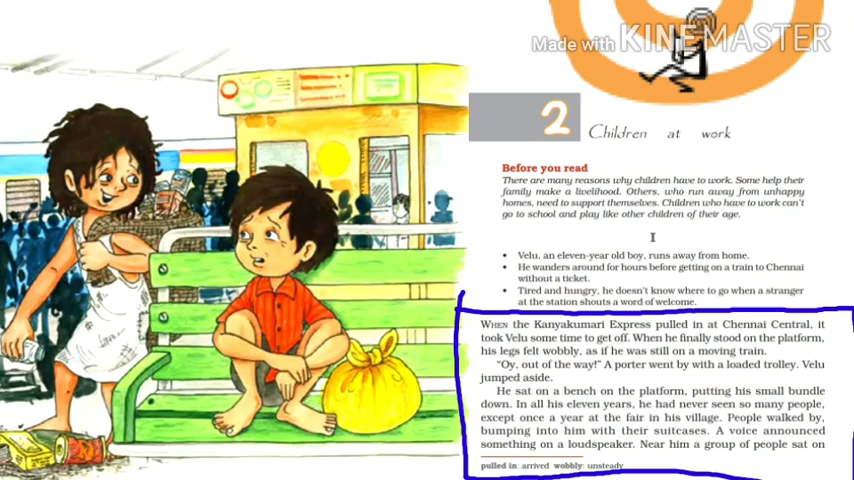 Made with KINEMASTER
2
Children at work
Before you read
There are many reasons why children have to work. Some help their
family make a livelihood. Others, who run away from unhappy
homes, need to support themselves. Children who have to work can't
go to school and play like other children of their age.
I
• Velu, an eleven-year old boy, runs away from home.
• He wanders around for hours before getting on a train to Chennai
without a ticket.
• Tired and hungry, he doesn't know where to go when a stranger
at the station shouts a word of welcome.
WHEN the Kanyakumari Express pulled in at Chennai Central, it
took Velu some time to get off. When he finally stood on the platform,
his legs felt wobbly, as if he was still on a moving train.
"Oy, out of the way!" A porter went by with a loaded trolley. Velu
jumped aside.
He sat on a bench on the platform, putting his small bundle
down. In all his eleven years, he had never seen so many people,
except once a year at the fair in his village. People walked by,
bumping into him with their suitcases. A voice announced
something on a loudspeaker. Near him a group of people sat on
pulled in: arrived wobbly: unsteady